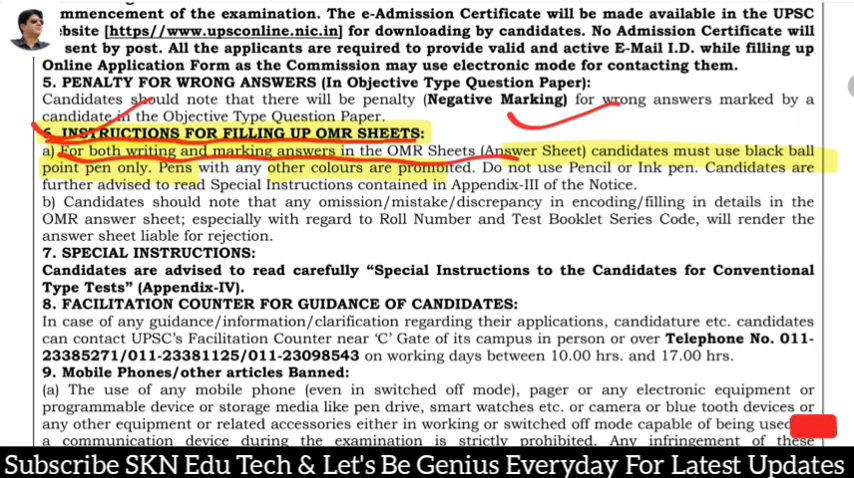 mmencement of the examination. The e-Admission Certificate will be made available in the UPSC
bsite [https//www.upsconline.nic.in] for downloading by candidates. No Admission Certificate will
sent by post. All the applicants are required to provide valid and active E-Mail I.D. while filling up
Online Application Form as the Commission may use electronic mode for contacting them.
5. PENALTY FOR WRONG ANSWERS (In Objective Type Question Paper):
Candidates should note that there will be penalty (Negative Marking) for wrong answers marked by a
candidate in the Objective Type Question Paper.
6. INSTRUCTIONS FOR FILLING UP OMR SHEETS:
a) For both writing and marking answers in the OMR Sheets (Answer Sheet) candidates must use black ball
point pen only. Pens with any other colours are prohibited. Do not use Pencil or Ink pen. Candidates are
further advised to read Special Instructions contained in Appendix-III of the Notice.
b) Candidates should note that any omission/mistake/discrepancy in encoding/filling in details in the
OMR answer sheet; especially with regard to Roll Number and Test Booklet Series Code, will render the
answer sheet liable for rejection.
7. SPECIAL INSTRUCTIONS:
Candidates are advised to read carefully “Special Instructions to the Candidates for Conventional
Type Tests” (Appendix-IV).
8. FACILITATION COUNTER FOR GUIDANCE OF CANDIDATES:
In case of any guidance/information/clarification regarding their applications, candidature etc. candidates
can contact UPSC’s Facilitation Counter near ‘C’ Gate of its campus in person or over Telephone No. 011-
23385271/011-23381125/011-23098543 on working days between 10.00 hrs. and 17.00 hrs.
9. Mobile Phones/other articles Banned:
(a) The use of any mobile phone (even in switched off mode), pager or any electronic equipment or
programmable device or storage media like pen drive, smart watches etc. or camera or blue tooth devices or
any other equipment or related accessories either in working or switched off mode capable of being used
a communication device during the examination is strictly prohibited. Any infringement of these
Subscribe SKN Edu Tech & Let's Be Genius Everyday For Latest Updates